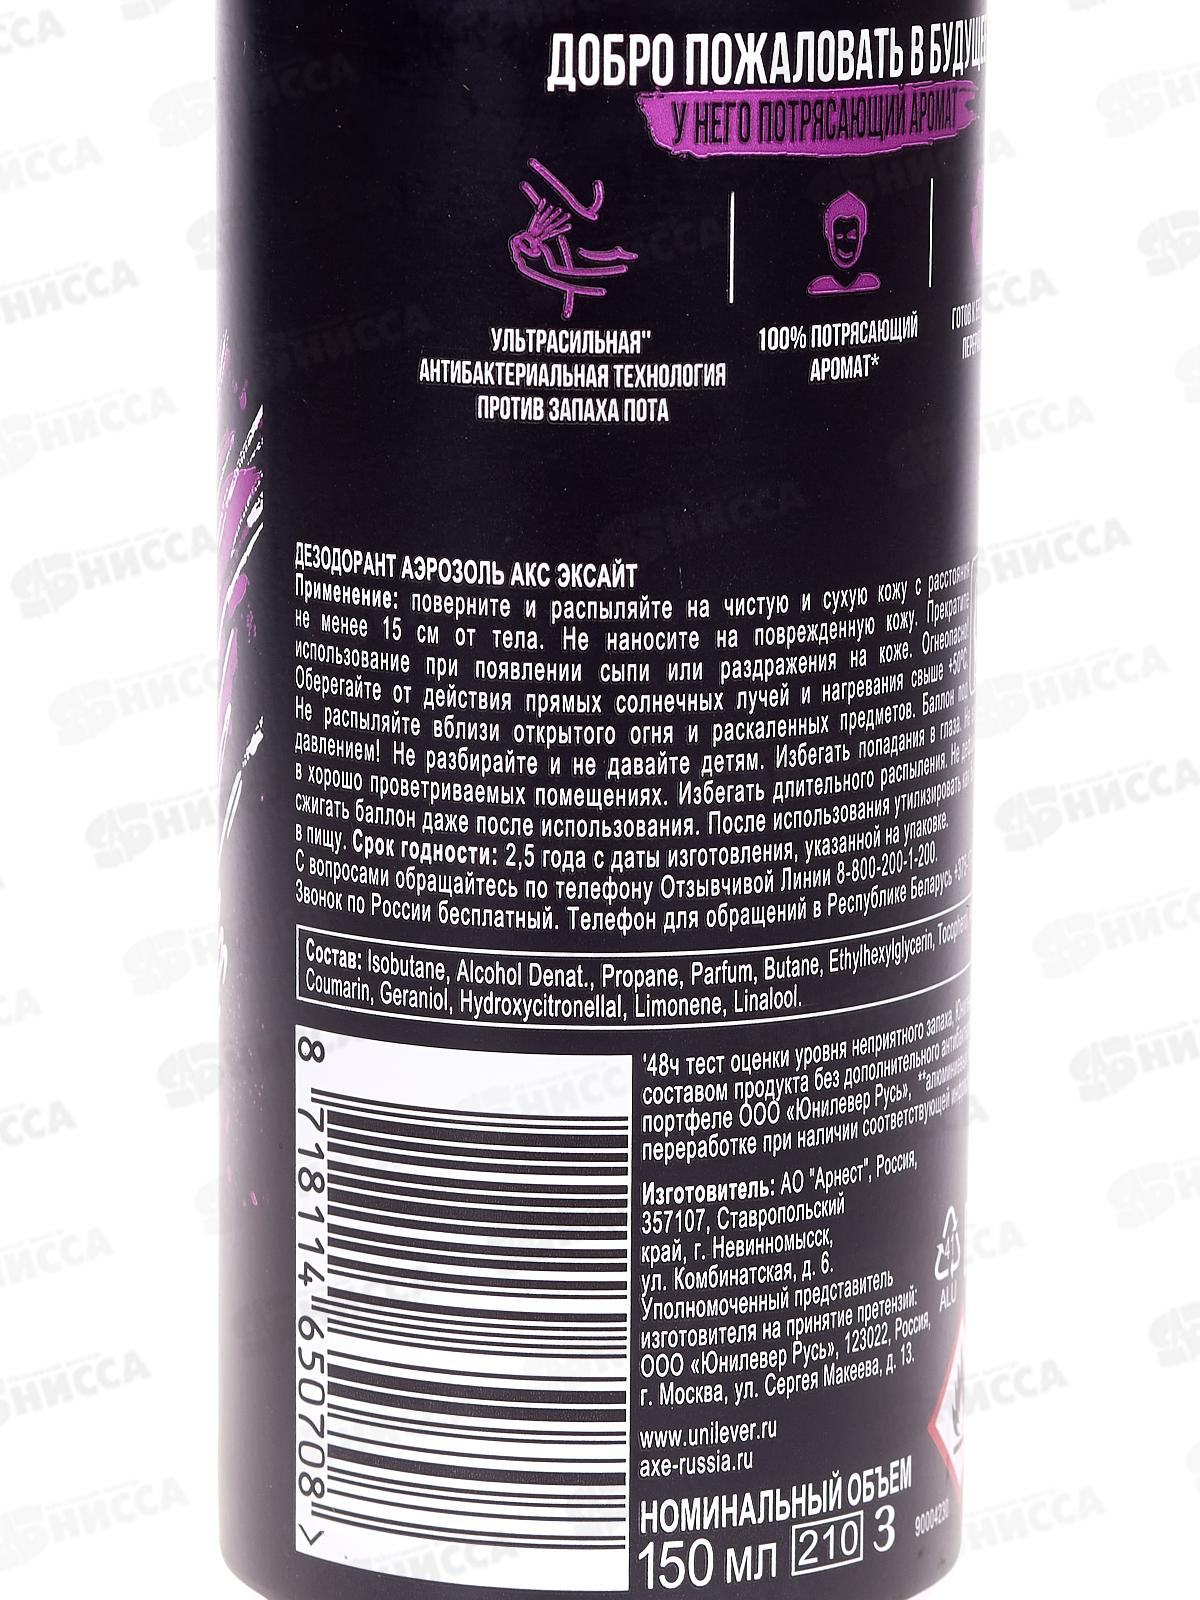 ДОБРО ПОЖАЛОВАТЬ В
У НЕГО ПОТРЯСАЮЩИЙ АРОМАТ
УЛЬТРАСИЛЬНАЯ"
АНТИБАКТЕРИАЛЬНАЯ ТЕХНОЛОГИЯ
ПРОТИВ ЗАПАХА ПОТА
100% ПОТРЯСАЮЩИЙ
АРОМАТ*
ДЕЗОДОРАНТ АЭРОЗОЛЬ АКС ЭКСАЙТ
Применение: поверните и распыляйте на чистую и сухую кожу с расстояния
не менее 15 см от тела. Не наносите на поврежденную кожу. Прекратите
использование при появлении сыпи или раздражения на коже. Огнеопасно!
Оберегайте от действия прямых солнечных лучей и нагревания свыше +50°С.
Не распыляйте вблизи открытого огня и раскаленных предметов. Баллон под
давлением! Не разбирайте и не давайте детям. Избегать попадания в глаза.
в хорошо проветриваемых помещениях. Избегать длительного распыления. Не
сжигать баллон даже после использования. После использования утилизировать как
в пищу. Срок годности: 2,5 года с даты изготовления, указанной на упаковке.
С вопросами обращайтесь по телефону Отзывчивой Линии 8-800-200-1-200.
Звонок по России бесплатный. Телефон для обращений в Республике Беларусь
Состав: Isobutane, Alcohol Denat., Propane, Parfum, Butane, Ethylhexylglycerin,
Coumarin, Geraniol, Hydroxycitronellal, Limonene, Linalool.
'48ч тест оценки уровня неприятного запаха,
составом продукта без дополнительного
портфеле ООО «Юнилевер Русь»,
переработке при наличии соответствующей
Изготовитель: АО "Арнест", Россия,
357107, Ставропольский
край, г. Невинномысск,
ул. Комбинатская, д. 6.
Уполномоченный представитель
изготовителя на принятие претензий:
ООО «Юнилевер Русь», 123022, Россия,
г. Москва, ул. Сергея Макеева, д. 13.
www.unilever.ru
axe-russia.ru
НОМИНАЛЬНЫЙ ОБЪЕМ
150 МЛ 210 3
90004230
41
ALU
8 718114 650708 >
НИССА